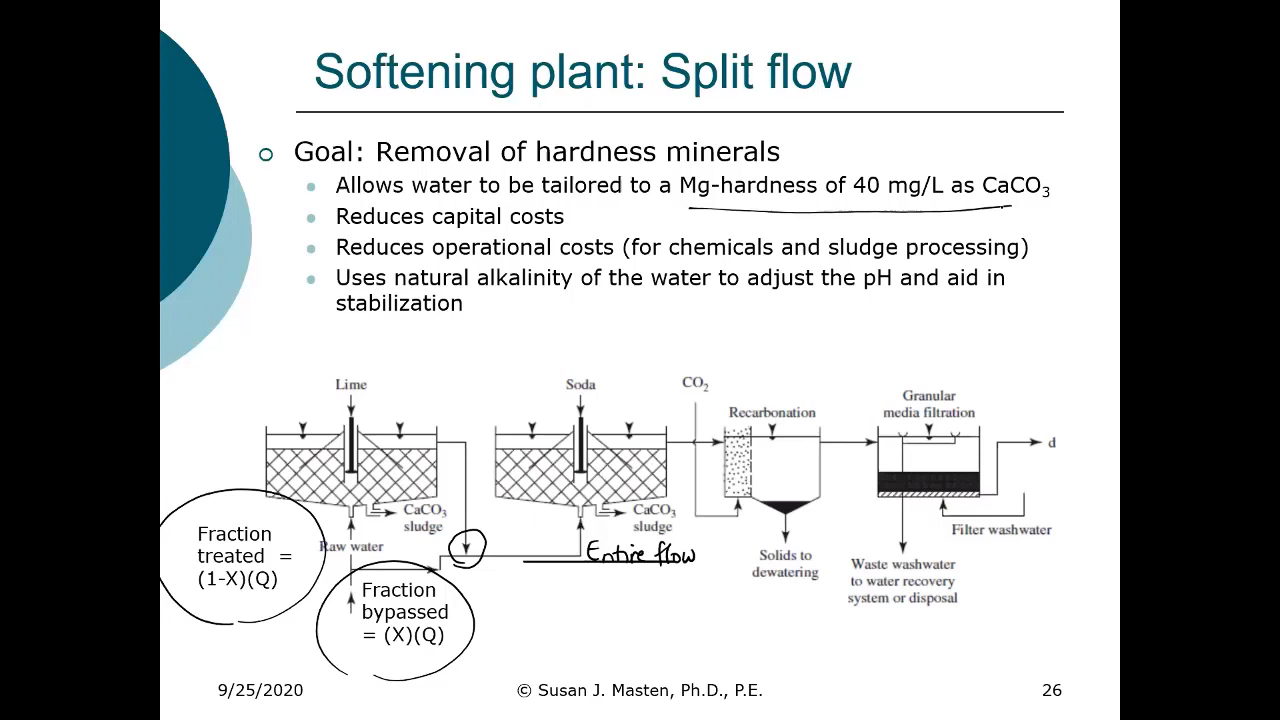 Softening plant: Split flow
Goal: Removal of hardness minerals
Allows water to be tailored to a Mg-hardness of 40 mg/L as CaCO₃
Reduces capital costs
Reduces operational costs (for chemicals and sludge processing)
Uses natural alkalinity of the water to adjust the pH and aid in
stabilization
Lime
Soda
CO₂
Recarbonation
Granular
media filtration
d
CaCO₃
sludge
CaCO₃
sludge
Filter washwater
Fraction
treated =
(1-X)(Q)
Raw water
Entire flow
Solids to
dewatering
Waste washwater
to water recovery
system or disposal
Fraction
bypassed
= (X)(Q)
9/25/2020
© Susan J. Masten, Ph.D., P.E.
26